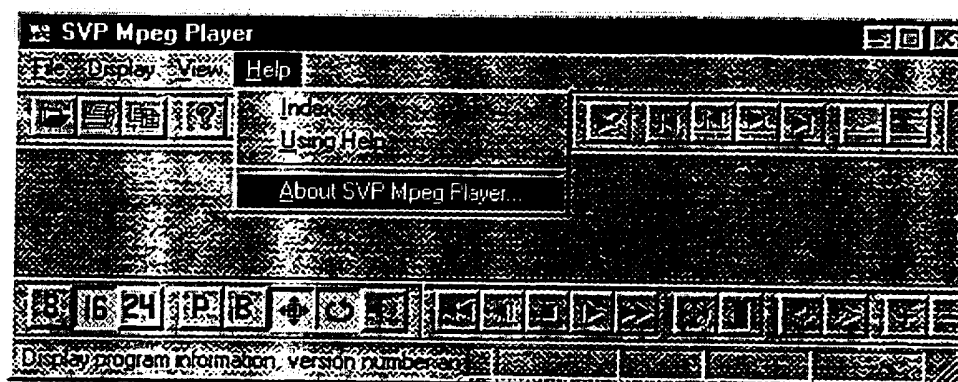 SVP Mpeg Player
File Display View Help
Index
Using Help
About SVP Mpeg Player...
8 16 24 P B
Display program information, version number an